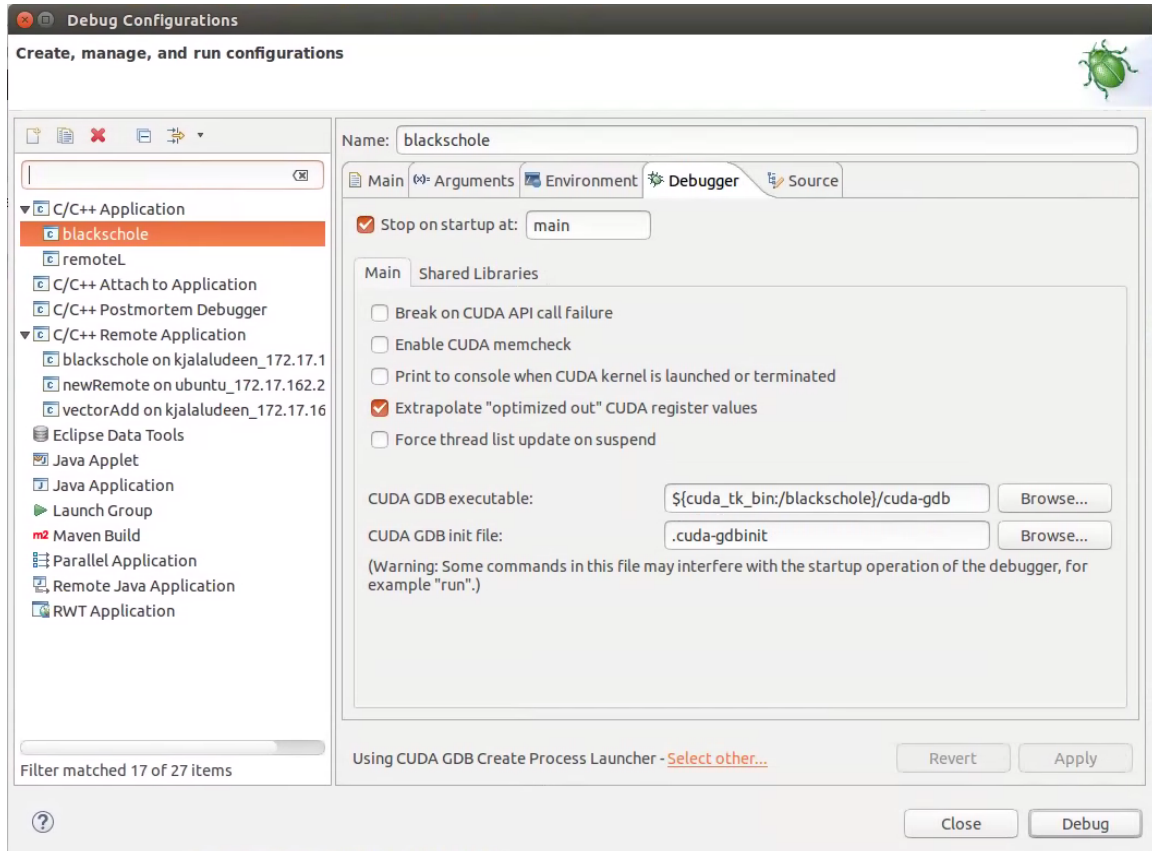 Debug Configurations
Create, manage, and run configurations
Name: blackschole
Main (x)= Arguments Environment Debugger Source
C/C++ Application
blackschole
remoteL
C/C++ Attach to Application
C/C++ Postmortem Debugger
C/C++ Remote Application
blackschole on kjalaludeen_172.17.1
newRemote on ubuntu_172.17.162.2
vectorAdd on kjalaludeen_172.17.16
Eclipse Data Tools
Java Applet
Java Application
Launch Group
m2 Maven Build
Parallel Application
Remote Java Application
RWT Application
Filter matched 17 of 27 items
Stop on startup at: main
Main Shared Libraries
Break on CUDA API call failure
Enable CUDA memcheck
Print to console when CUDA kernel is launched or terminated
Extrapolate "optimized out" CUDA register values
Force thread list update on suspend
CUDA GDB executable: ${cuda_tk_bin:/blackschole}/cuda-gdb Browse...
CUDA GDB init file: .cuda-gdbinit Browse...
(Warning: Some commands in this file may interfere with the startup operation of the debugger, for
example "run".)
Using CUDA GDB Create Process Launcher - Select other... Revert Apply
? Close Debug